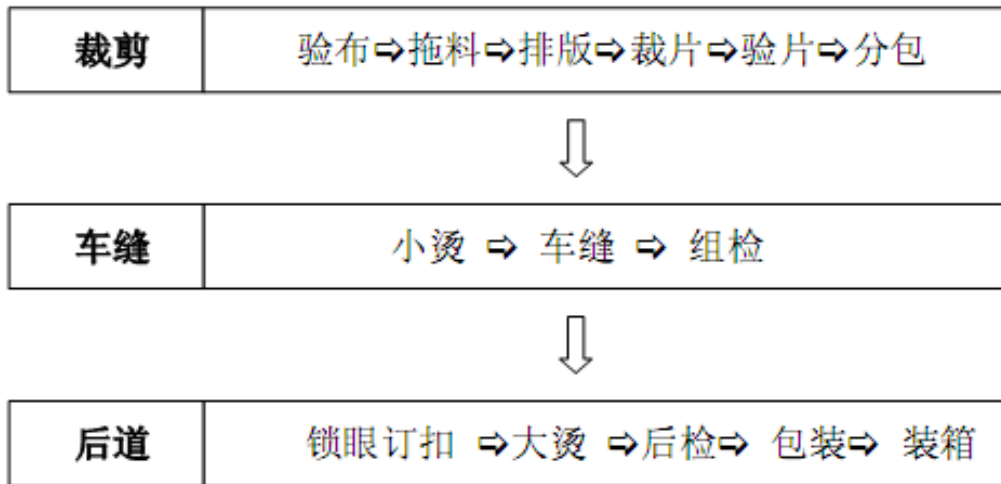 裁剪 验布⇨拖料⇨排版⇨裁片⇨验片⇨分包
车缝 小烫 ⇨ 车缝 ⇨ 组检
后道 锁眼订扣 ⇨大烫 ⇨后检⇨ 包装⇨ 装箱